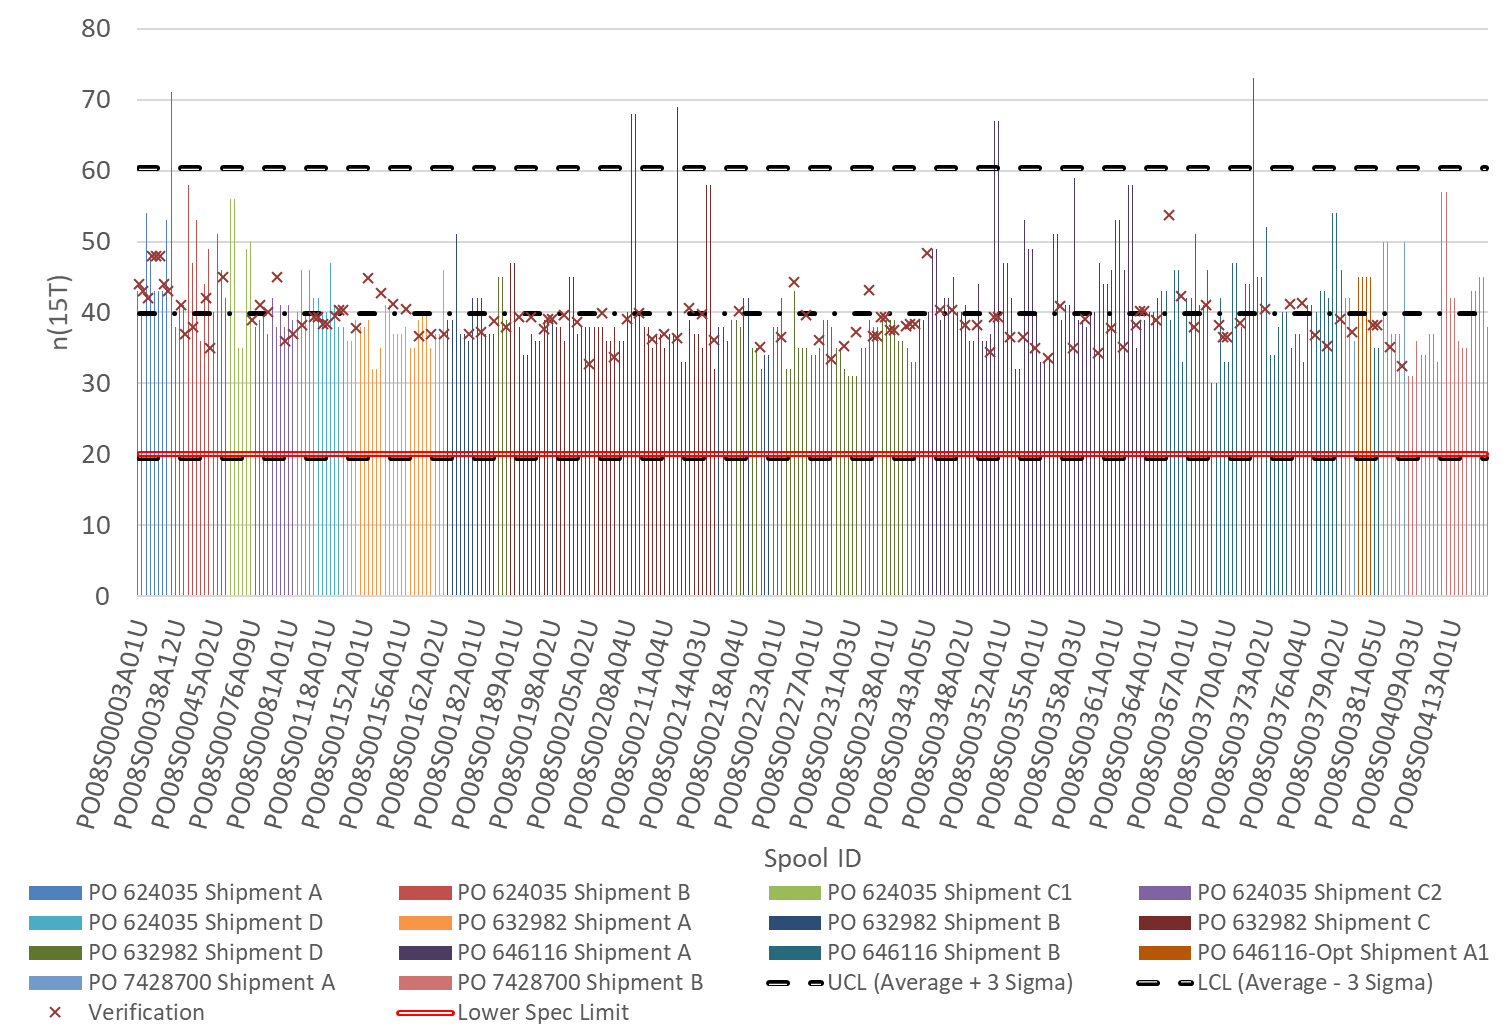 80
70
60
50
40
30
20
10
0
n(15T)
PO08S00003A01U
PO08S00038A12U
PO08S00045A02U
PO08S00076A09U
PO08S00081A01U
PO08S00118A01U
PO08S00152A01U
PO08S00156A01U
PO08S00162A02U
PO08S00182A01U
PO08S00189A01U
PO08S00198A02U
PO08S00205A02U
PO08S00208A04U
PO08S00211A04U
PO08S00214A03U
PO08S00218A04U
PO08S00223A01U
PO08S00227A01U
PO08S00231A03U
PO08S00238A01U
PO08S00343A05U
PO08S00348A02U
PO08S00352A01U
PO08S00355A01U
PO08S00358A03U
PO08S00361A01U
PO08S00364A01U
PO08S00367A01U
PO08S00370A01U
PO08S00373A02U
PO08S00376A04U
PO08S00379A02U
PO08S00381A05U
PO08S00409A03U
PO08S00413A01U
Spool ID
PO 624035 Shipment A PO 624035 Shipment B PO 624035 Shipment C1 PO 624035 Shipment C2
PO 624035 Shipment D PO 632982 Shipment A PO 632982 Shipment B PO 632982 Shipment C
PO 632982 Shipment D PO 646116 Shipment A PO 646116 Shipment B PO 646116-Opt Shipment A1
PO 7428700 Shipment A PO 7428700 Shipment B UCL (Average + 3 Sigma) LCL (Average - 3 Sigma)
Verification Lower Spec Limit